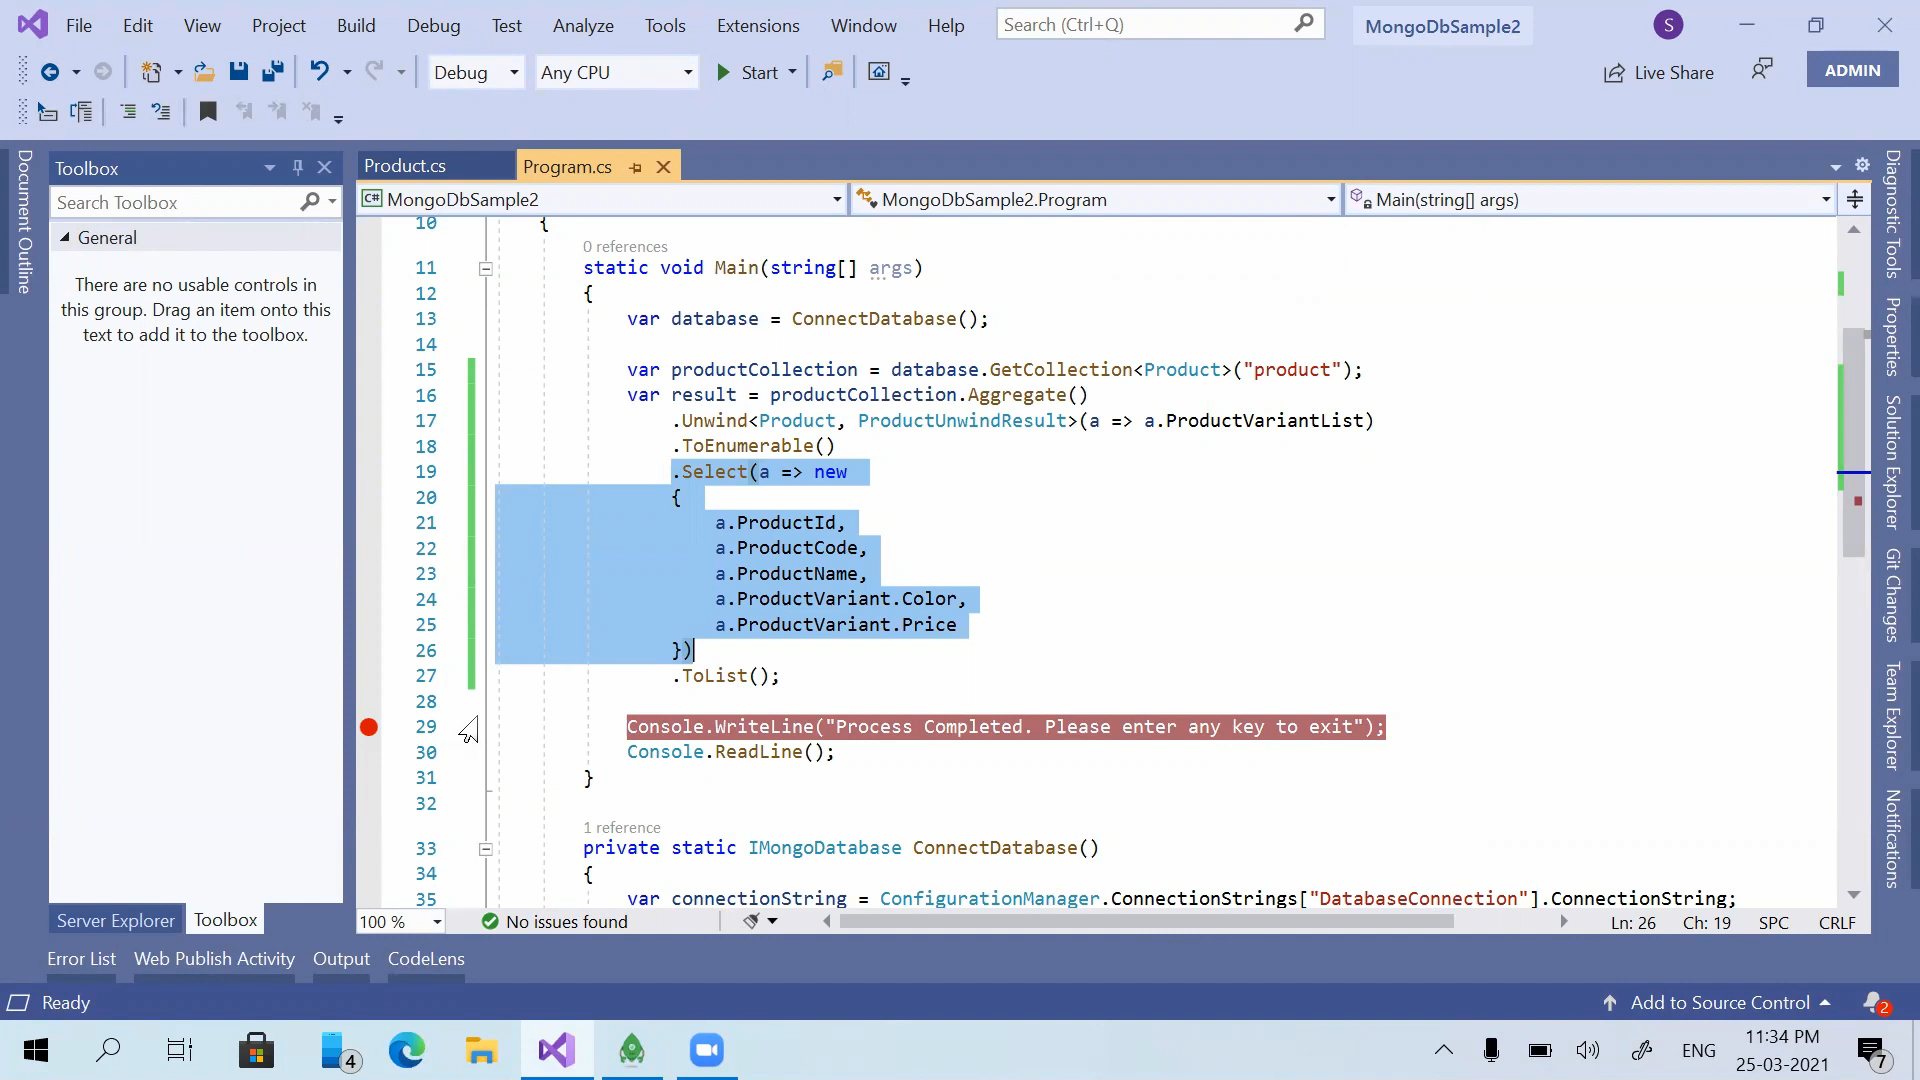 File Edit View Project Build Debug Test Analyze Tools Extensions Window Help Search (Ctrl+Q) MongoDbSample2 S
Debug Any CPU Start Live Share ADMIN
Document Outline
Toolbox
Search Toolbox
General
There are no usable controls in
this group. Drag an item onto this
text to add it to the toolbox.
Server Explorer Toolbox
Product.cs Program.cs
C# MongoDbSample2 MongoDbSample2.Program Main(string[] args)
10 {
0 references
11 static void Main(string[] args)
12 {
13 var database = ConnectDatabase();
14
15 var productCollection = database.GetCollection<Product>("product");
16 var result = productCollection.Aggregate()
17 .Unwind<Product, ProductUnwindResult>(a => a.ProductVariantList)
18 .ToEnumerable()
19 .Select(a => new
20 {
21 a.ProductId,
22 a.ProductCode,
23 a.ProductName,
24 a.ProductVariant.Color,
25 a.ProductVariant.Price
26 })
27 .ToList();
28
29 Console.WriteLine("Process Completed. Please enter any key to exit");
30 Console.ReadLine();
31 }
32
1 reference
33 private static IMongoDatabase ConnectDatabase()
34 {
35 var connectionString = ConfigurationManager.ConnectionStrings["DatabaseConnection"].ConnectionString;
100 % No issues found Ln: 26 Ch: 19 SPC CRLF
Diagnostic Tools
Properties
Solution Explorer
Git Changes
Team Explorer
Notifications
Error List Web Publish Activity Output CodeLens
Ready Add to Source Control 2
4 ENG 11:34 PM
25-03-2021 7